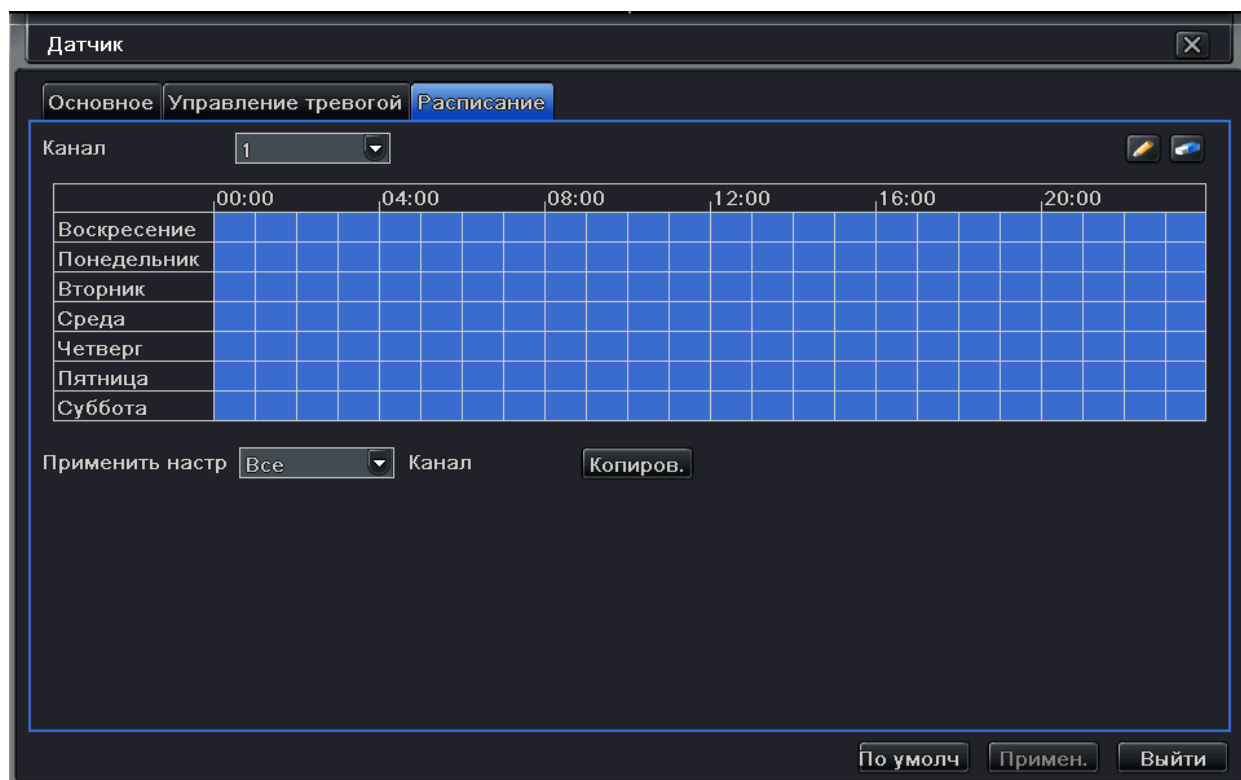 Датчик
Основное Управление тревогой Расписание
Канал 1
00:00 04:00 08:00 12:00 16:00 20:00
Воскресение
Понедельник
Вторник
Среда
Четверг
Пятница
Суббота
Применить настр Все Канал Копиров.
По умолч Примен. Выйти